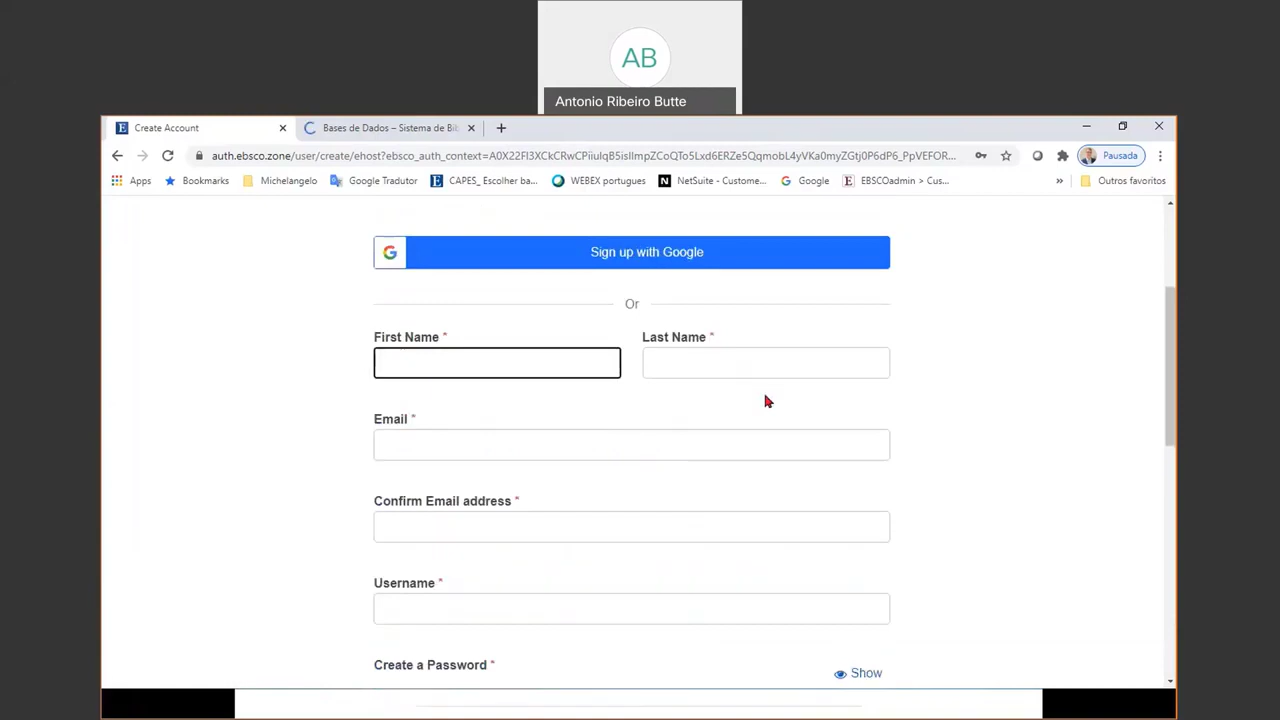 AB
Antonio Ribeiro Butte
Create Account
Bases de Dados – Sistema de Bib
auth.ebsco.zone/user/create/ehost?ebsco_auth_context=
Pausada
Apps
Bookmarks
Michelangelo
Google Tradutor
CAPES_ Escolher ba...
WEBEX portugues
NetSuite - Custome...
Google
EBSCOadmin > Cus...
»
Outros favoritos
Sign up with Google
Or
First Name *
Last Name *
Email *
Confirm Email address *
Username *
Create a Password *
Show